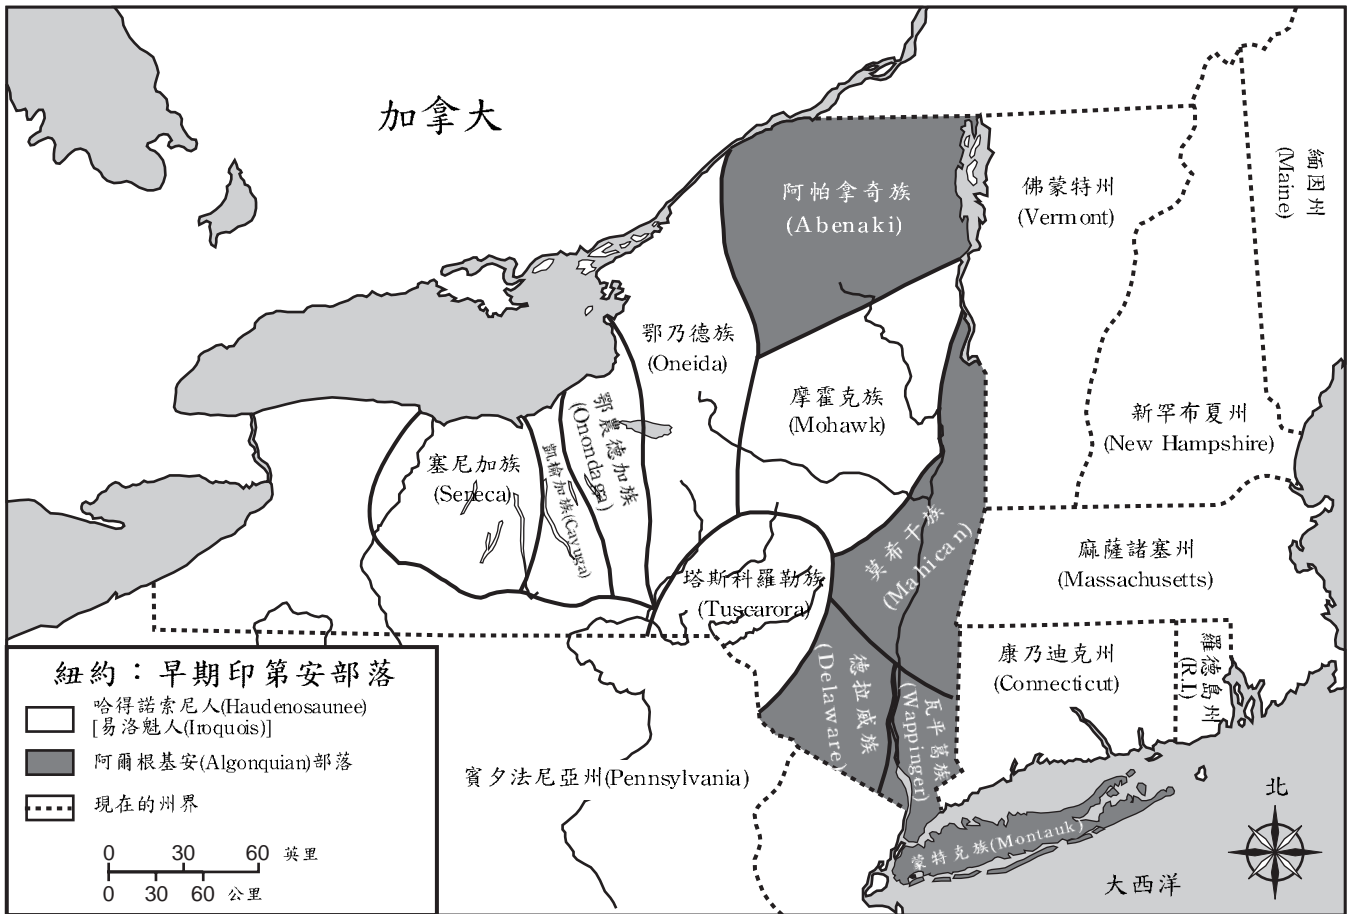 加拿大
阿帕拿奇族
(Abenaki)
佛蒙特州
(Vermont)
緬因州
(Maine)
鄂乃德族
(Oneida)
摩霍克族
(Mohawk)
新罕布夏州
(New Hampshire)
鄂農德加族
(Onondaga)
凱榆加族(Cayuga)
塞尼加族
(Seneca)
莫希干族
(Mahican)
麻薩諸塞州
(Massachusetts)
塔斯科羅勒族
(Tuscarora)
康乃迪克州
(Connecticut)
羅德島州
(R.I.)
德拉威族
(Delaware)
瓦平葛族
(Wappinger)
賓夕法尼亞州(Pennsylvania)
蒙特克族(Montauk)
大西洋
北
紐約：早期印第安部落
哈得諾索尼人(Haudenosaunee)
[易洛魁人(Iroquois)]
阿爾根基安(Algonquian)部落
現在的州界
0 30 60 英里
0 30 60 公里